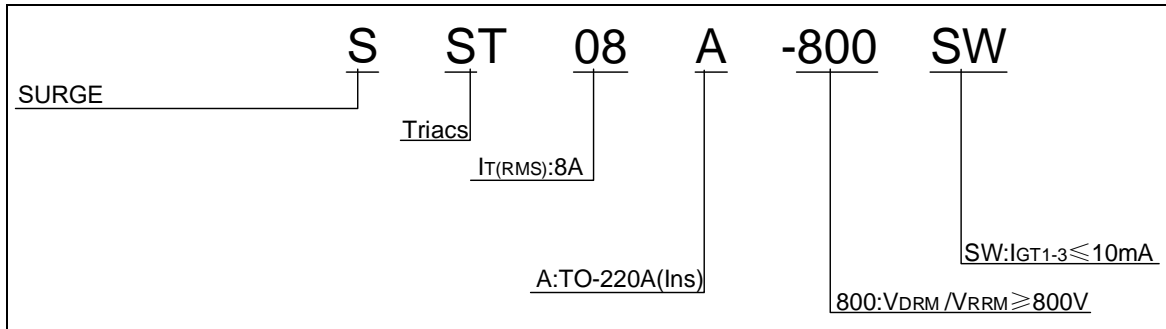 S ST 08 A -800 SW
SURGE
Triacs
IT(RMS):8A
SW:IGT1-3≤10mA
A:TO-220A(Ins)
800:VDRM /VRRM≥800V